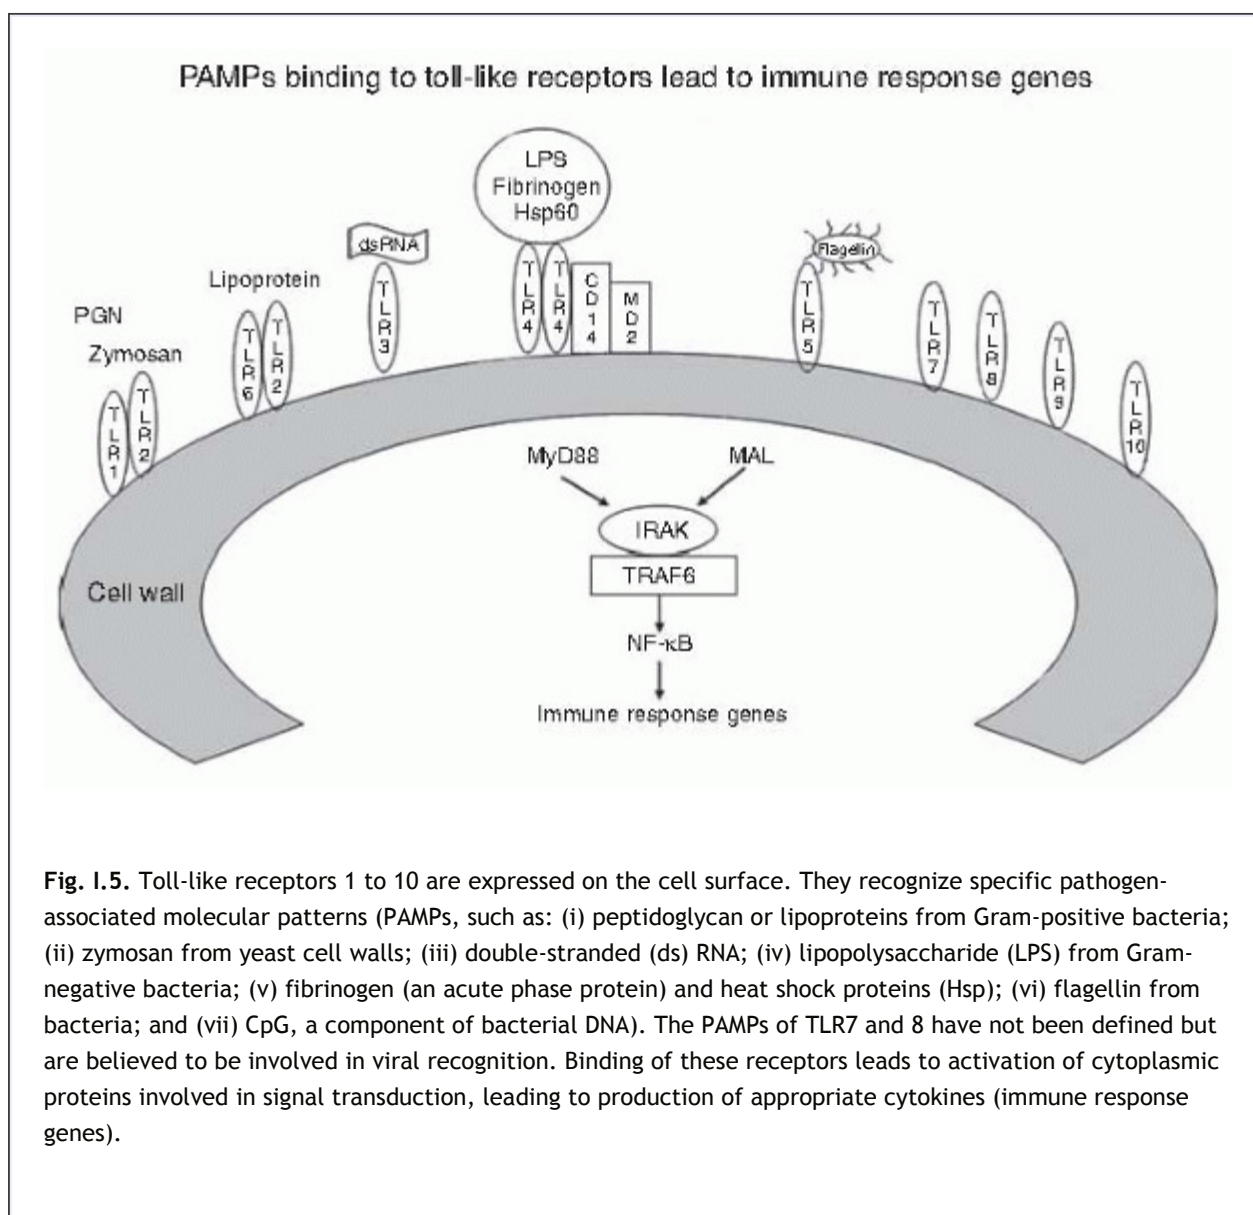 PAMPs binding to toll-like receptors lead to immune response genes
LPS
Fibrinogen
Hsp60
dsRNA
Flagellin
Lipoprotein
PGN
Zymosan
TLR1
TLR2
TLR6
TLR2
TLR3
TLR4
TLR4
CD14
MD2
TLR5
TLR7
TLR8
TLR9
TLR10
MyD88
MAL
IRAK
TRAF6
Cell wall
NF-κB
Immune response genes
Fig. I.5. Toll-like receptors 1 to 10 are expressed on the cell surface. They recognize specific pathogen-
associated molecular patterns (PAMPs, such as: (i) peptidoglycan or lipoproteins from Gram-positive bacteria;
(ii) zymosan from yeast cell walls; (iii) double-stranded (ds) RNA; (iv) lipopolysaccharide (LPS) from Gram-
negative bacteria; (v) fibrinogen (an acute phase protein) and heat shock proteins (Hsp); (vi) flagellin from
bacteria; and (vii) CpG, a component of bacterial DNA). The PAMPs of TLR7 and 8 have not been defined but
are believed to be involved in viral recognition. Binding of these receptors leads to activation of cytoplasmic
proteins involved in signal transduction, leading to production of appropriate cytokines (immune response
genes).